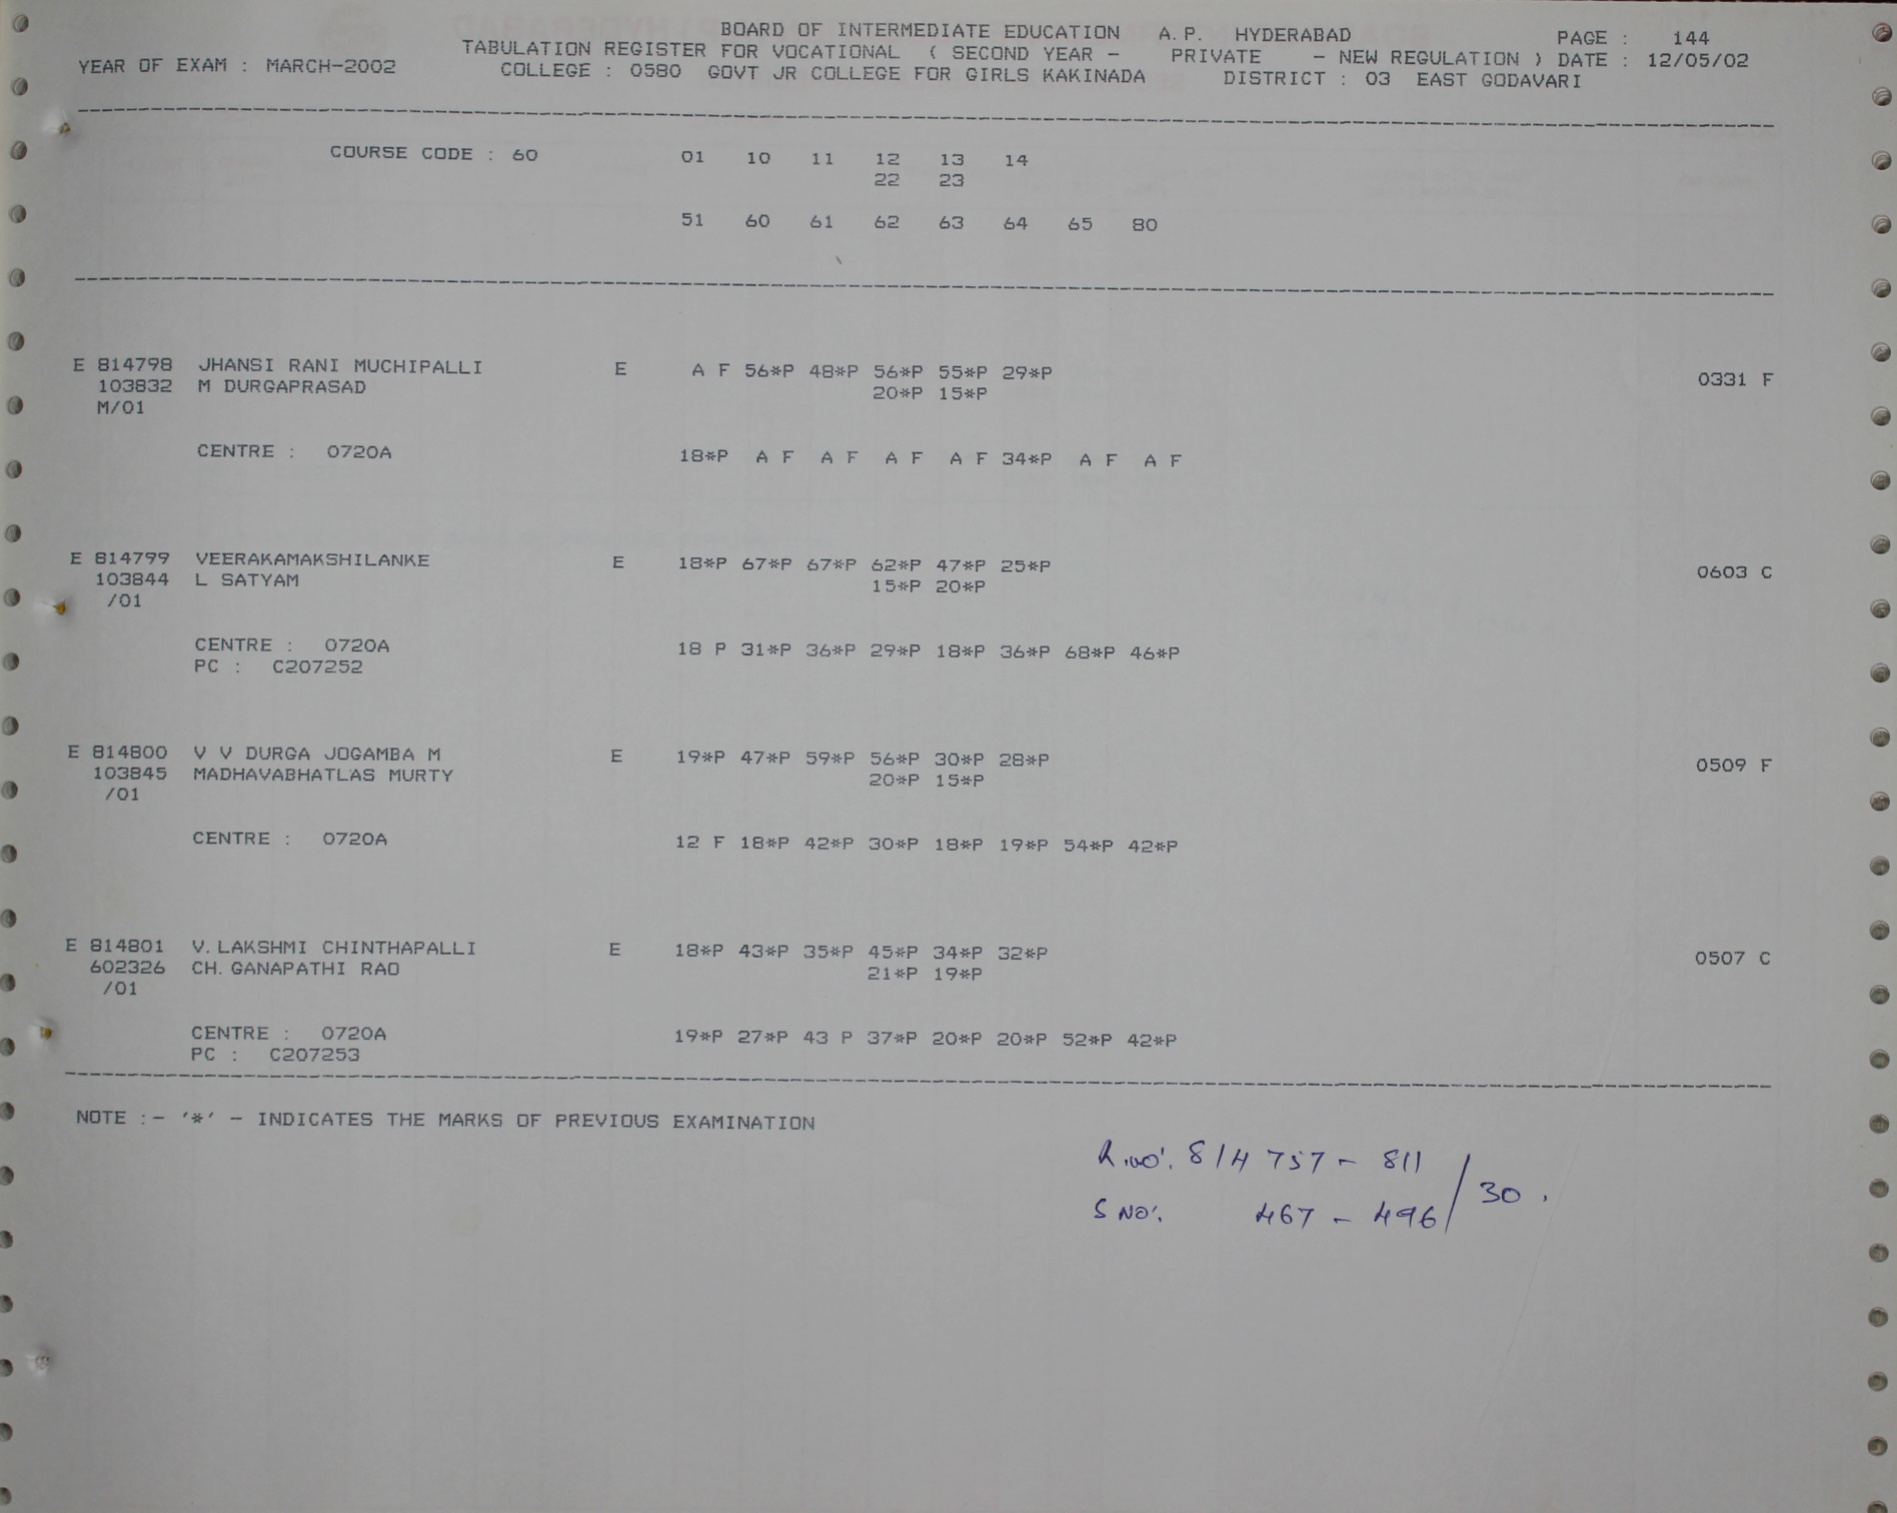 BOARD OF INTERMEDIATE EDUCATION A.P. HYDERABAD PAGE : 144
TABULATION REGISTER FOR VOCATIONAL ( SECOND YEAR - PRIVATE - NEW REGULATION ) DATE : 12/05/02
YEAR OF EXAM : MARCH-2002 COLLEGE : 0580 GOVT JR COLLEGE FOR GIRLS KAKINADA DISTRICT : 03 EAST GODAVARI
COURSE CODE : 60 01 10 11 12 13 14
22 23
51 60 61 62 63 64 65 80
E 814798 JHANSI RANI MUCHIPALLI E A F 56*P 48*P 56*P 55*P 29*P 0331 F
103832 M DURGAPRASAD 20*P 15*P
M/01
CENTRE : 0720A 18*P A F A F A F A F 34*P A F A F
E 814799 VEERAKAMAKSHILANKE E 18*P 67*P 67*P 62*P 47*P 25*P 0603 C
103844 L SATYAM 15*P 20*P
/01
CENTRE : 0720A 18 P 31*P 36*P 29*P 18*P 36*P 68*P 46*P
PC : C207252
E 814800 V V DURGA JOGAMBA M E 19*P 47*P 59*P 56*P 30*P 28*P 0509 F
103845 MADHAVABHATLAS MURTY 20*P 15*P
/01
CENTRE : 0720A 12 F 18*P 42*P 30*P 18*P 19*P 54*P 42*P
E 814801 V.LAKSHMI CHINTHAPALLI E 18*P 43*P 35*P 45*P 34*P 32*P 0507 C
602326 CH.GANAPATHI RAO 21*P 19*P
/01
CENTRE : 0720A 19*P 27*P 43 P 37*P 20*P 20*P 52*P 42*P
PC : C207253
NOTE :- '*' - INDICATES THE MARKS OF PREVIOUS EXAMINATION
R.no:. 814 757 - 811
S NO:. 467 - 496 / 30.